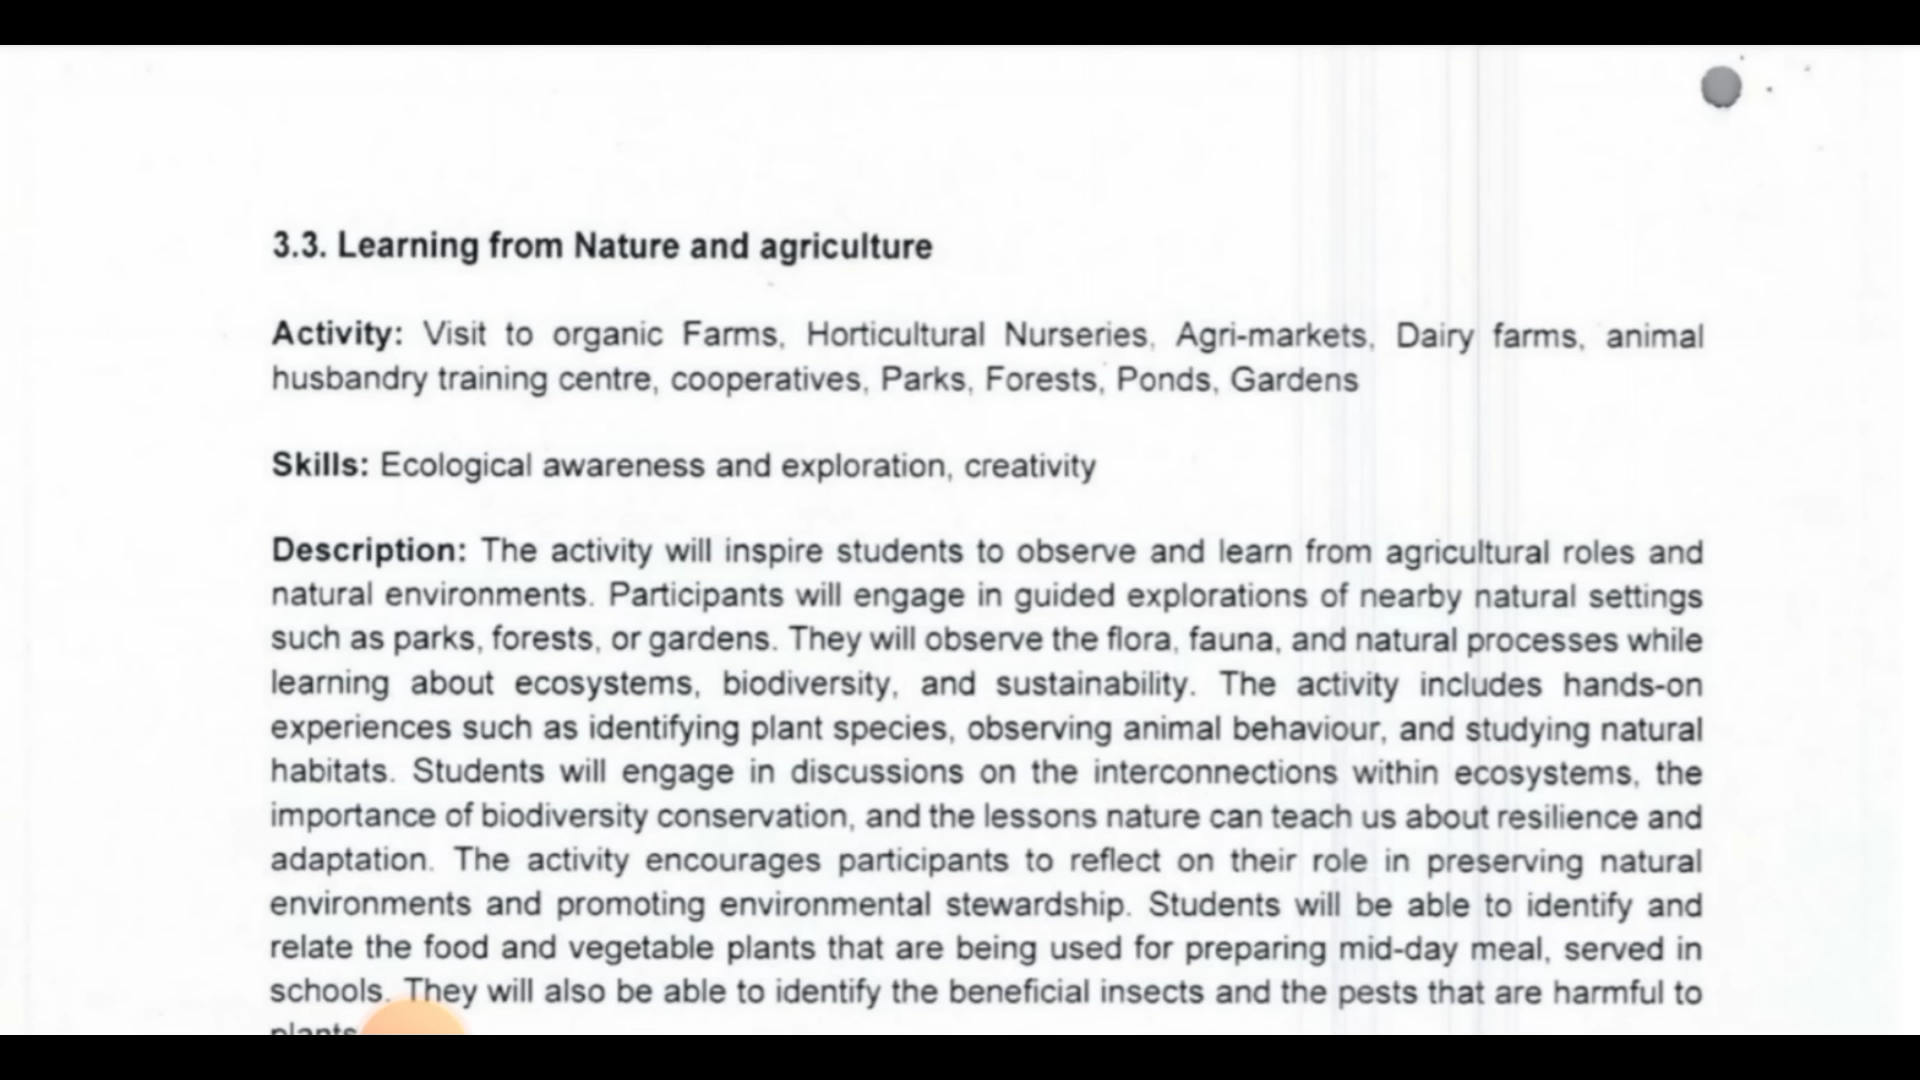 3.3. Learning from Nature and agriculture
Activity: Visit to organic Farms, Horticultural Nurseries, Agri-markets, Dairy farms, animal
husbandry training centre, cooperatives, Parks, Forests, Ponds, Gardens
Skills: Ecological awareness and exploration, creativity
Description: The activity will inspire students to observe and learn from agricultural roles and
natural environments. Participants will engage in guided explorations of nearby natural settings
such as parks, forests, or gardens. They will observe the flora, fauna, and natural processes while
learning about ecosystems, biodiversity, and sustainability. The activity includes hands-on
experiences such as identifying plant species, observing animal behaviour, and studying natural
habitats. Students will engage in discussions on the interconnections within ecosystems, the
importance of biodiversity conservation, and the lessons nature can teach us about resilience and
adaptation. The activity encourages participants to reflect on their role in preserving natural
environments and promoting environmental stewardship. Students will be able to identify and
relate the food and vegetable plants that are being used for preparing mid-day meal, served in
schools. They will also be able to identify the beneficial insects and the pests that are harmful to
plants